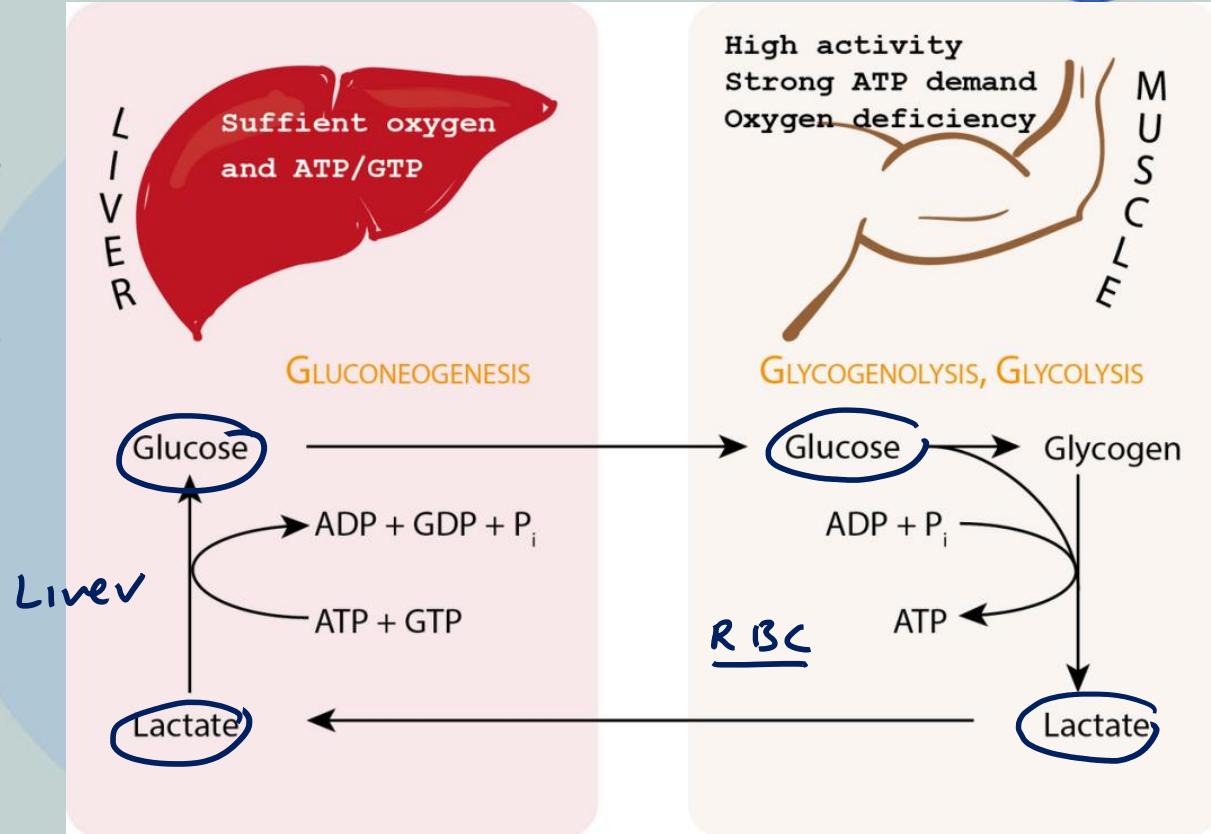 LIVER
Suffient oxygen
and ATP/GTP
High activity
Strong ATP demand
Oxygen deficiency
MUSCLE
GLUCONEOGENESIS
GLYCOGENOLYSIS, GLYCOLYSIS
Glucose
Glucose
Glycogen
ADP + GDP + Pi
ADP + Pi
Liver
ATP + GTP
ATP
RBC
Lactate
Lactate